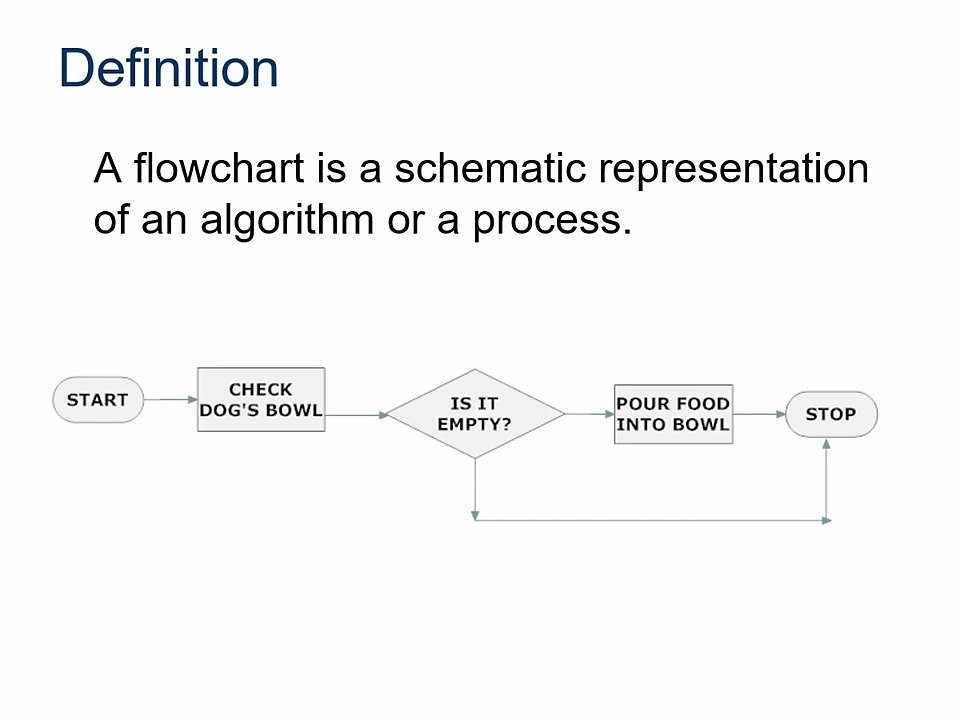 Definition
A flowchart is a schematic representation
of an algorithm or a process.
START
CHECK
DOG'S BOWL
IS IT
EMPTY?
POUR FOOD
INTO BOWL
STOP